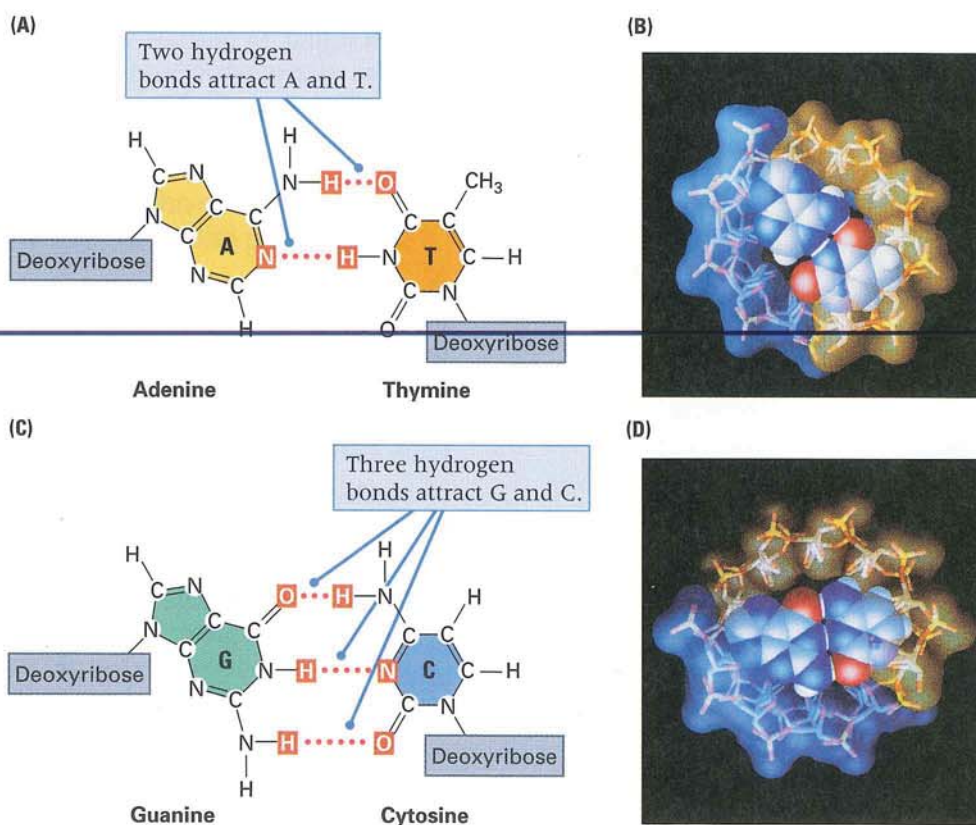 (A)
(B)
Two hydrogen
bonds attract A and T.
H
H
N
N
H
O
CH₃
C
C
C
C
C
N
C
A
N
H
N
T
C
H
Deoxyribose
N
C
C
N
H
O
Deoxyribose
Adenine
Thymine
(C)
(D)
Three hydrogen
bonds attract G and C.
H
H
H
N
O
H
N
C
C
C
C
C
N
C
G
N
H
N
C
C
H
Deoxyribose
N
C
C
N
N
H
O
H
Deoxyribose
Guanine
Cytosine